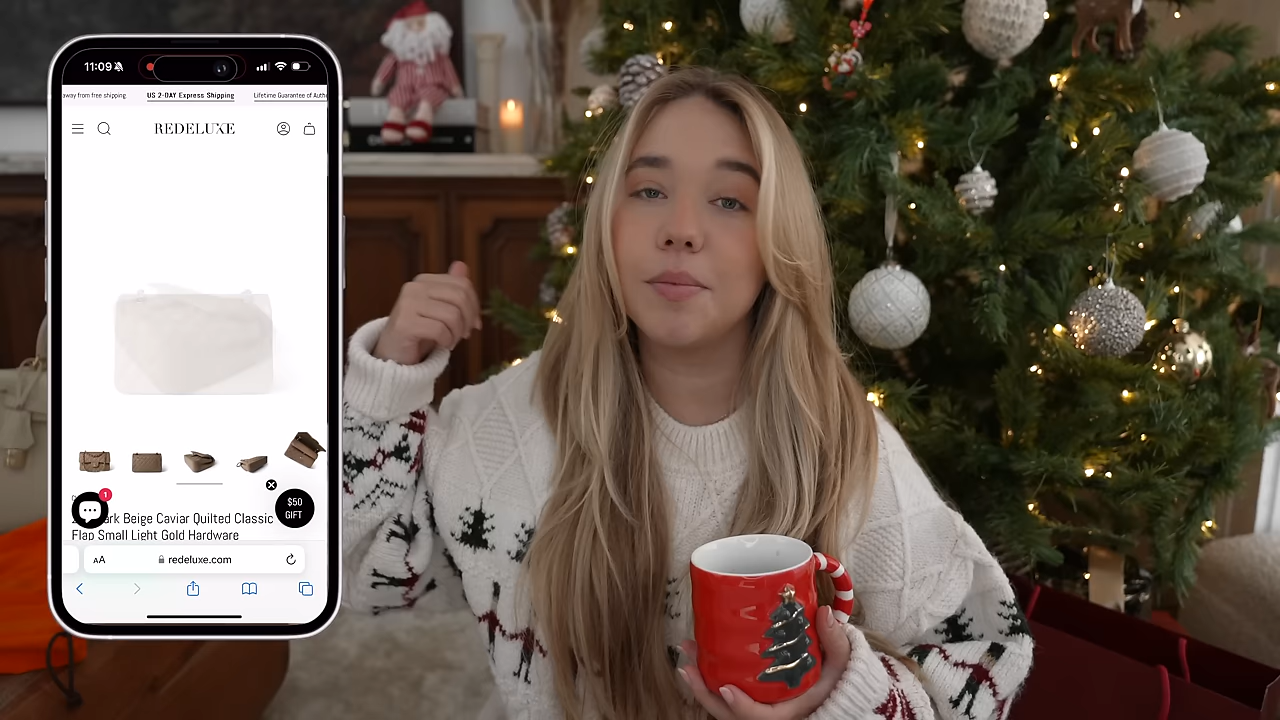 11:09
away from free shipping US 2-DAY Express Shipping Lifetime Guarantee of Auth
REDELUXE
1
$50
GIFT
ark Beige Caviar Quilted Classic
Flap Small Light Gold Hardware
AA redeluxe.com